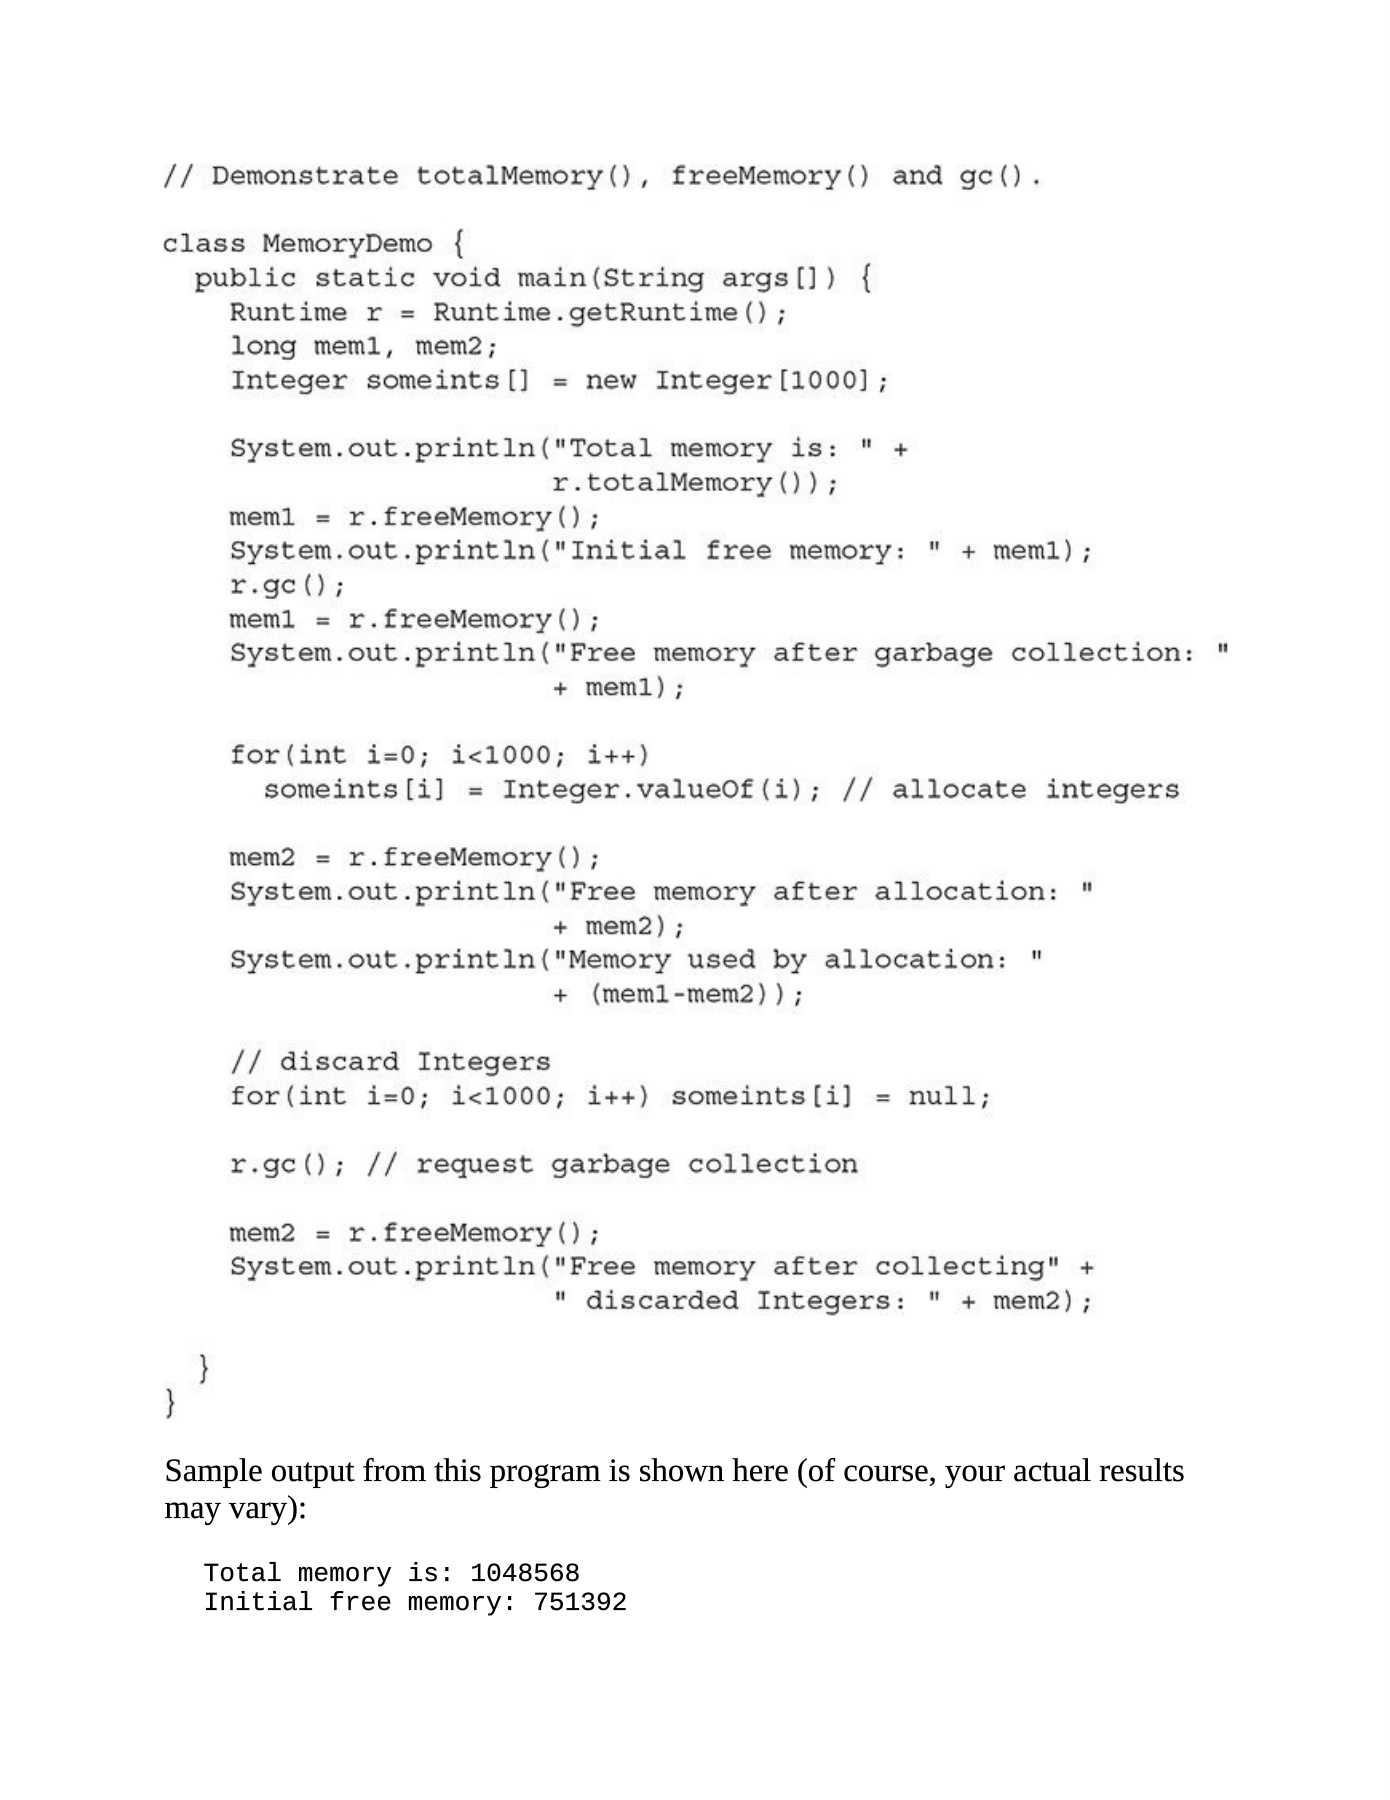 // Demonstrate totalMemory(), freeMemory() and gc().

class MemoryDemo {
  public static void main(String args[]) {
    Runtime r = Runtime.getRuntime();
    long mem1, mem2;
    Integer someints[] = new Integer[1000];

    System.out.println("Total memory is: " +
                       r.totalMemory());
    mem1 = r.freeMemory();
    System.out.println("Initial free memory: " + mem1);
    r.gc();
    mem1 = r.freeMemory();
    System.out.println("Free memory after garbage collection: "
                       + mem1);

    for(int i=0; i<1000; i++)
      someints[i] = Integer.valueOf(i); // allocate integers

    mem2 = r.freeMemory();
    System.out.println("Free memory after allocation: "
                       + mem2);
    System.out.println("Memory used by allocation: "
                       + (mem1-mem2));

    // discard Integers
    for(int i=0; i<1000; i++) someints[i] = null;

    r.gc(); // request garbage collection

    mem2 = r.freeMemory();
    System.out.println("Free memory after collecting" +
                       " discarded Integers: " + mem2);

  }
}
Sample output from this program is shown here (of course, your actual results
may vary):
Total memory is: 1048568
Initial free memory: 751392